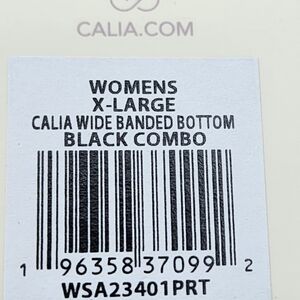 CALIA.COM
WOMENS
X-LARGE
CALIA WIDE BANDED BOTTOM
BLACK COMBO
1 96358 37099 2
WSA23401PRT